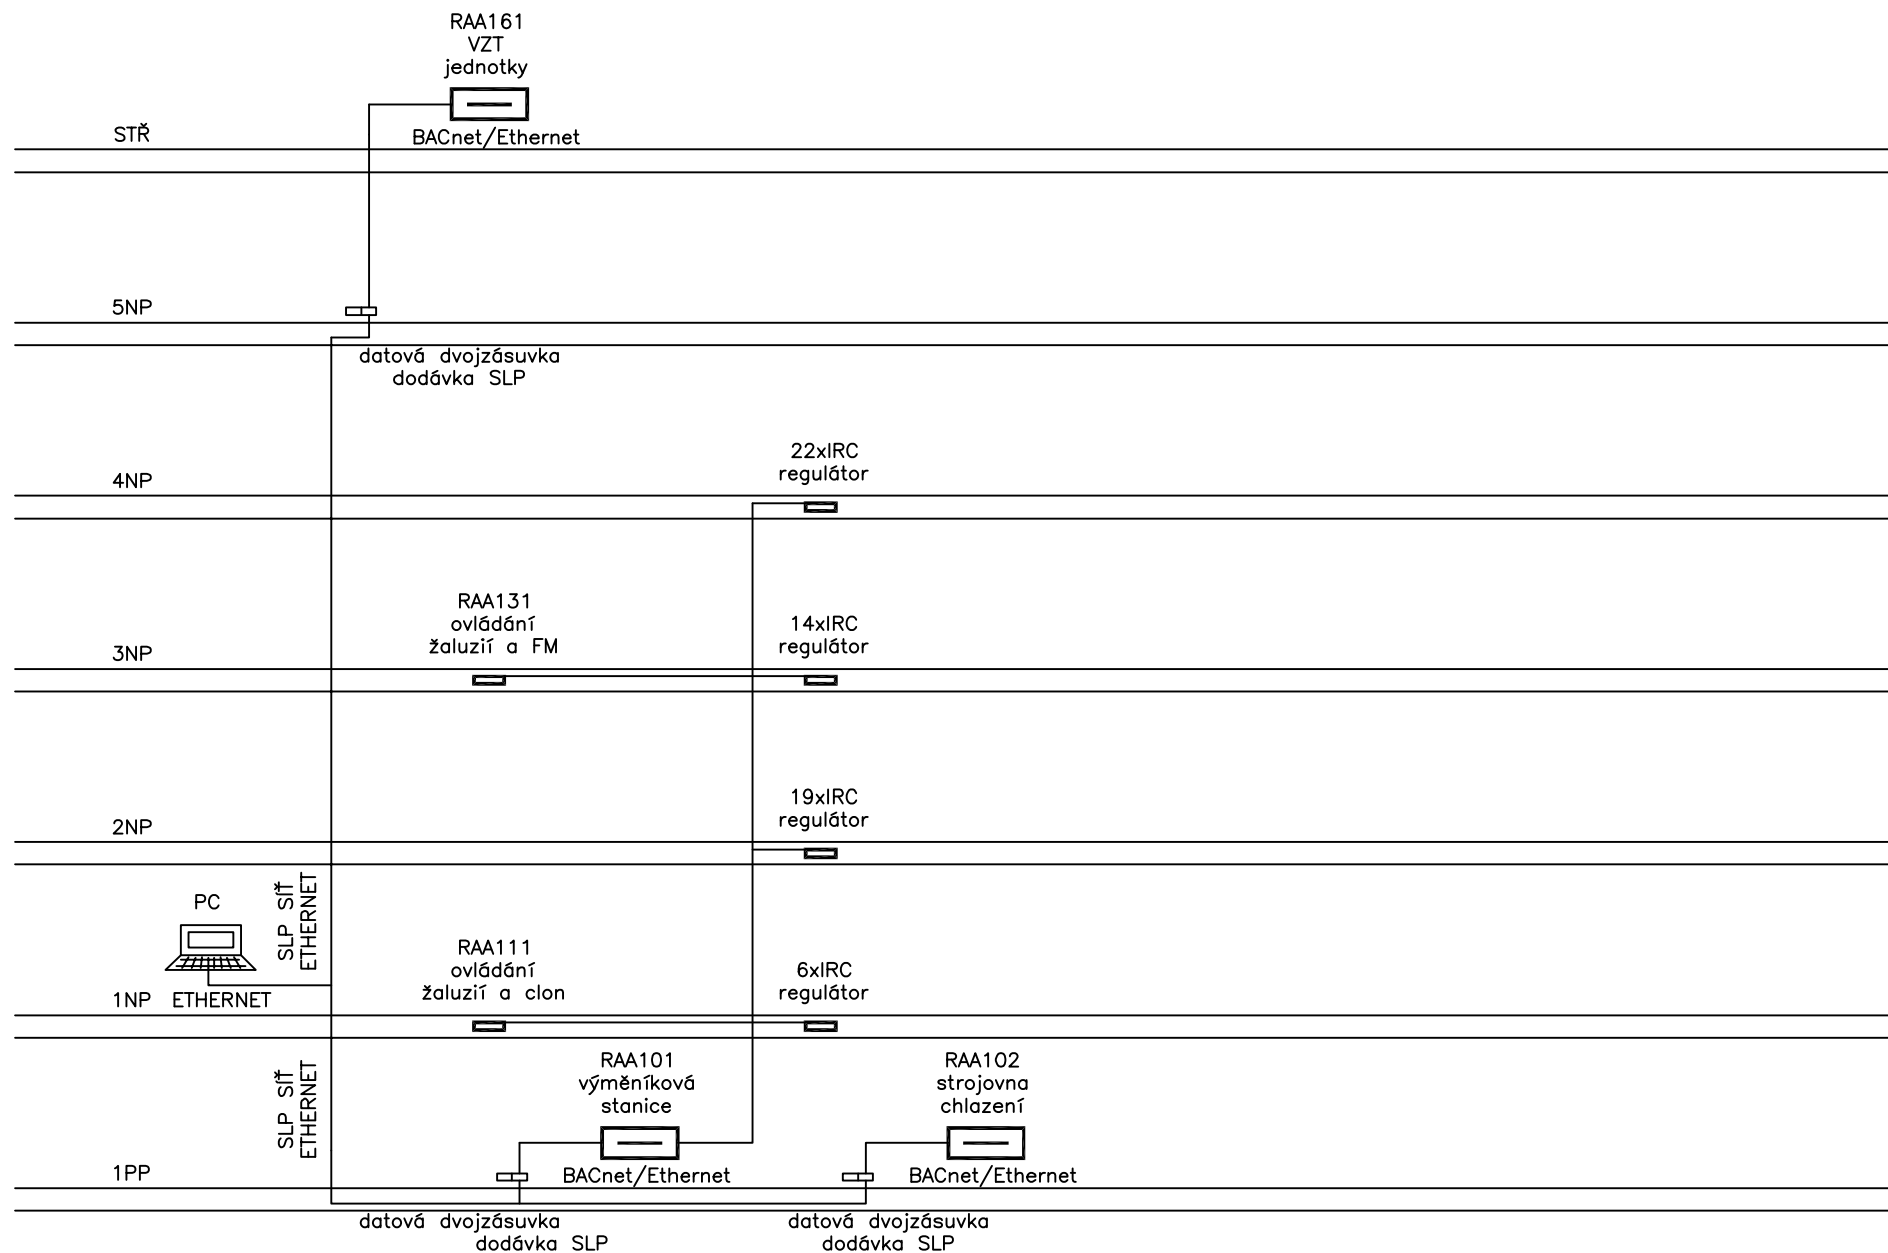 RAA161
VZT
jednotky
BACnet/Ethernet
STŘ
5NP
datová dvojzásuvka
dodávka SLP
22xIRC
regulátor
4NP
RAA131
ovládání
žaluzií a FM
14xIRC
regulátor
3NP
19xIRC
regulátor
2NP
PC
SLP SÍŤ
ETHERNET
RAA111
ovládání
žaluzií a clon
6xIRC
regulátor
1NP ETHERNET
SLP SÍŤ
ETHERNET
RAA101
výměníková
stanice
BACnet/Ethernet
RAA102
strojovna
chlazení
BACnet/Ethernet
1PP
datová dvojzásuvka
dodávka SLP
datová dvojzásuvka
dodávka SLP